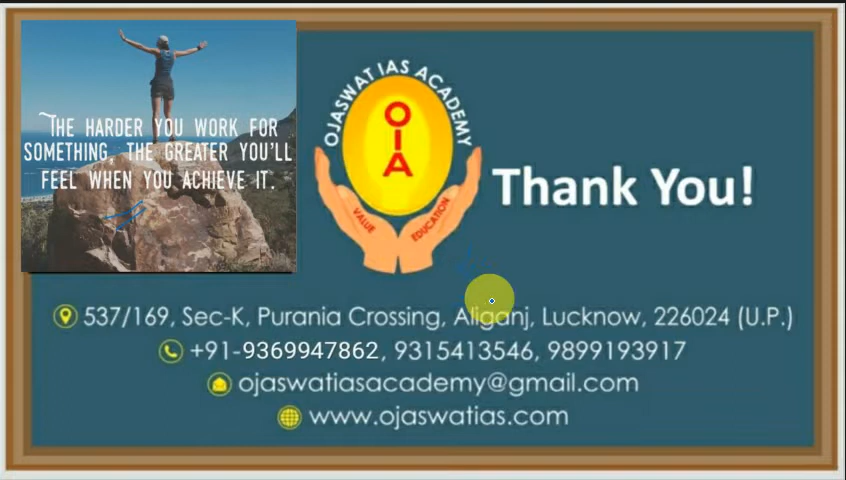 THE HARDER YOU WORK FOR
SOMETHING, THE GREATER YOU'LL
FEEL WHEN YOU ACHIEVE IT.
OJASWAT IAS ACADEMY
O
I
A
VALUE
EDUCATION
Thank You!
537/169, Sec-K, Purania Crossing, Aliganj, Lucknow, 226024 (U.P.)
+91-9369947862, 9315413546, 9899193917
ojaswatiasacademy@gmail.com
www.ojaswatias.com